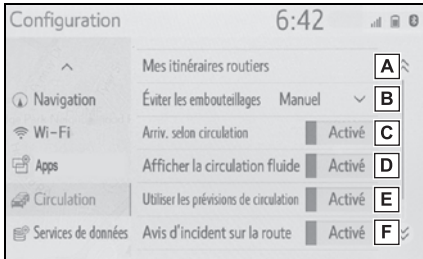 Configuration 6:42
Mes itinéraires routiers A
Navigation Éviter les embouteillages Manuel B
Wi-Fi Arriv. selon circulation Activé C
Apps Afficher la circulation fluide Activé D
Circulation Utiliser les prévisions de circulation Activé E
Services de données Avis d'incident sur la route Activé F